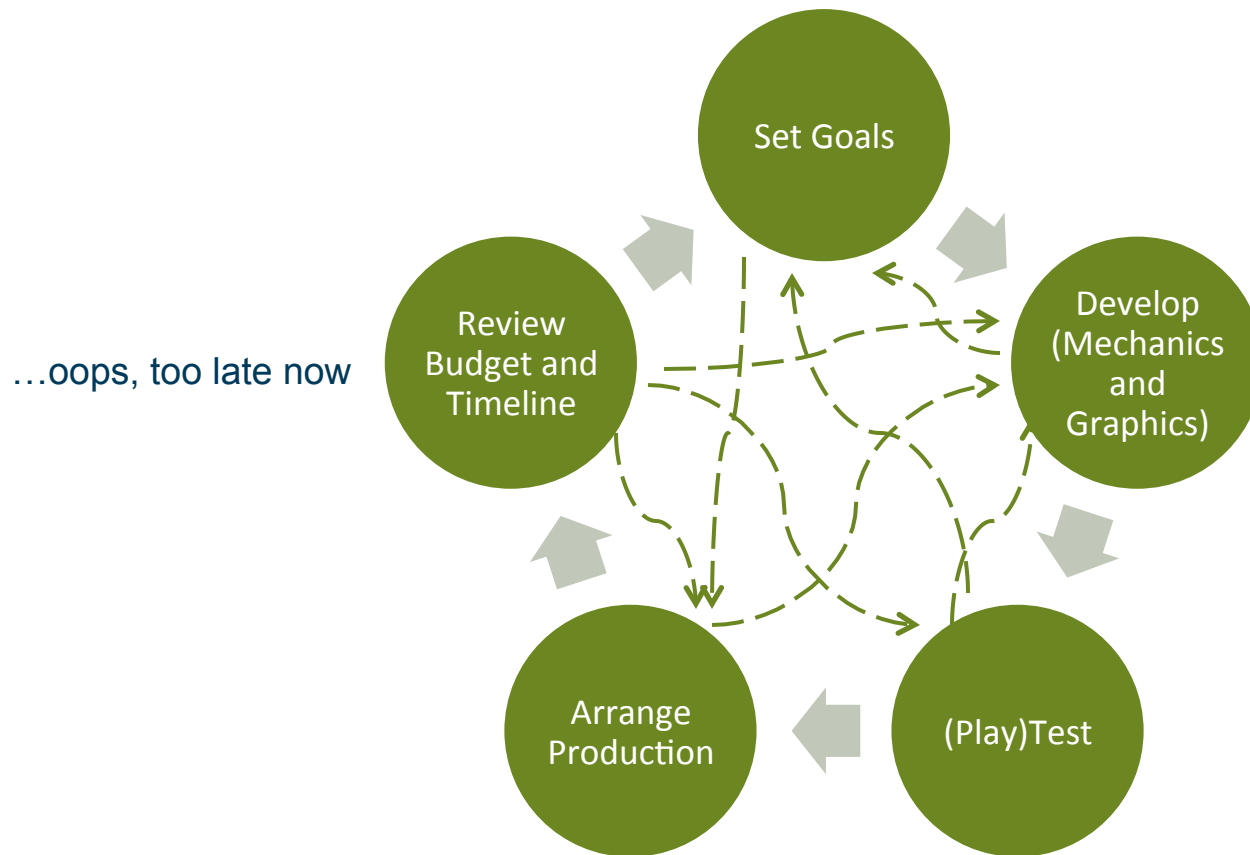 Set Goals
Develop
(Mechanics
and
Graphics)
(Play)Test
Arrange
Production
Review
Budget and
Timeline
…oops, too late now